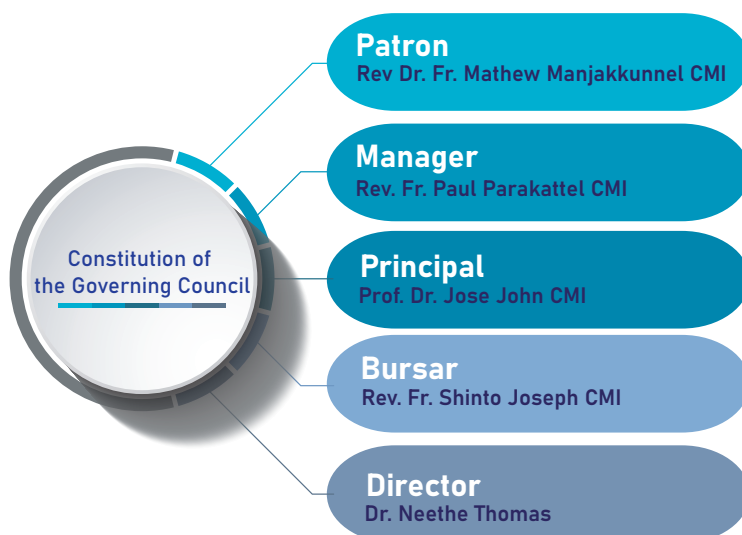 Patron
Rev Dr. Fr. Mathew Manjakkunnel CMI
Manager
Rev. Fr. Paul Parakattel CMI
Constitution of
the Governing Council
Principal
Prof. Dr. Jose John CMI
Bursar
Rev. Fr. Shinto Joseph CMI
Director
Dr. Neethe Thomas